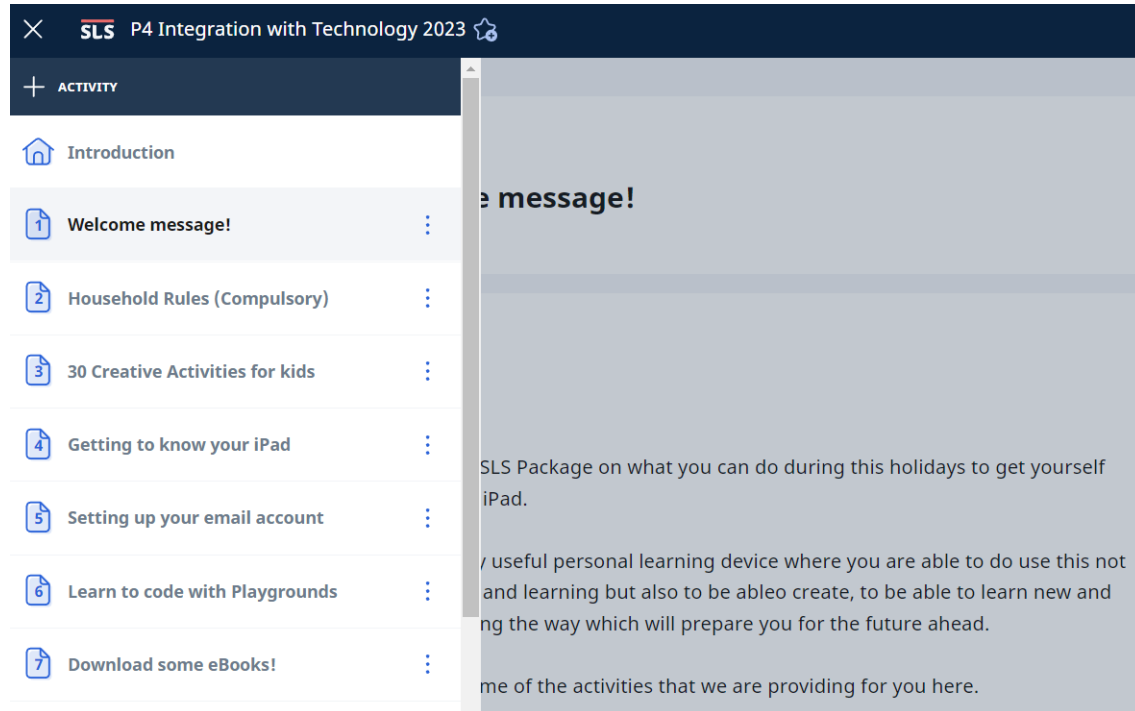 SLS P4 Integration with Technology 2023
ACTIVITY
Introduction
1 Welcome message!
2 Household Rules (Compulsory)
3 30 Creative Activities for kids
4 Getting to know your iPad
5 Setting up your email account
6 Learn to code with Playgrounds
7 Download some eBooks!
message!
SLS Package on what you can do during this holidays to get yourself
iPad.
useful personal learning device where you are able to do use this not
and learning but also to be ableo create, to be able to learn new and
the way which will prepare you for the future ahead.
of the activities that we are providing for you here.